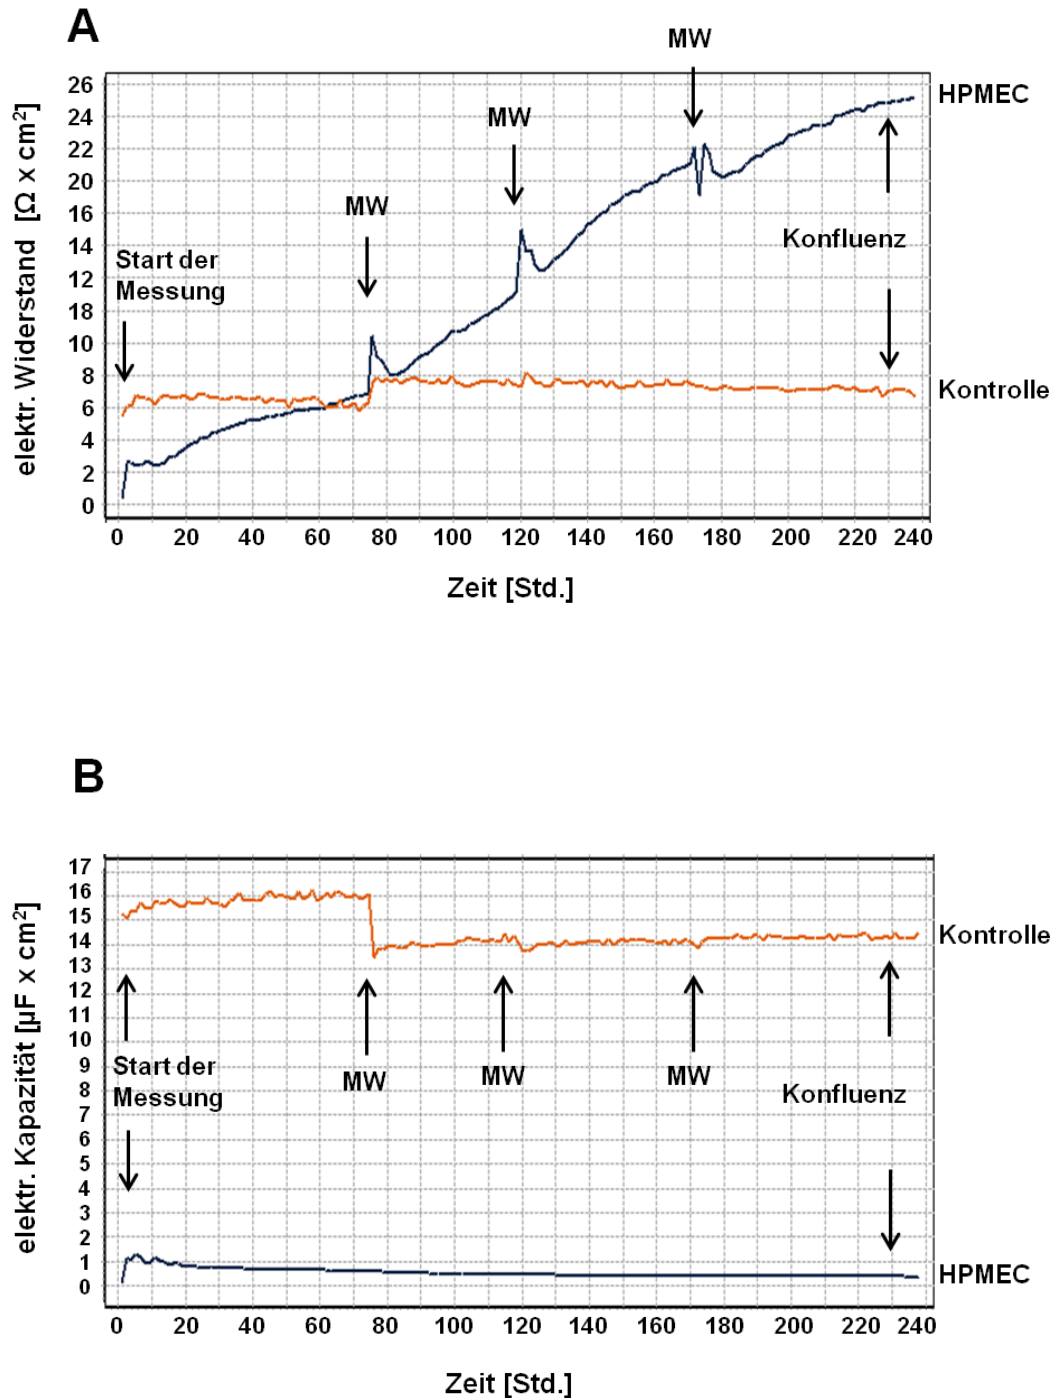 A
MW
26
HPMEC
24
MW
22
20
MW
16
Konfluenz
14
Start der
Messung
12
18
10
8
Kontrolle
6
4
2
0
elektr. Widerstand [Ω x cm²]
0 20 40 60 80 100 120 140 160 180 200 220 240
Zeit [Std.]
B
17
16
15
14
Kontrolle
13
12
11
10
9
Start der
Messung
MW
MW
MW
Konfluenz
8
7
6
5
4
3
2
1
0
HPMEC
elektr. Kapazität [µF x cm²]
0 20 40 60 80 100 120 140 160 180 200 220 240
Zeit [Std.]